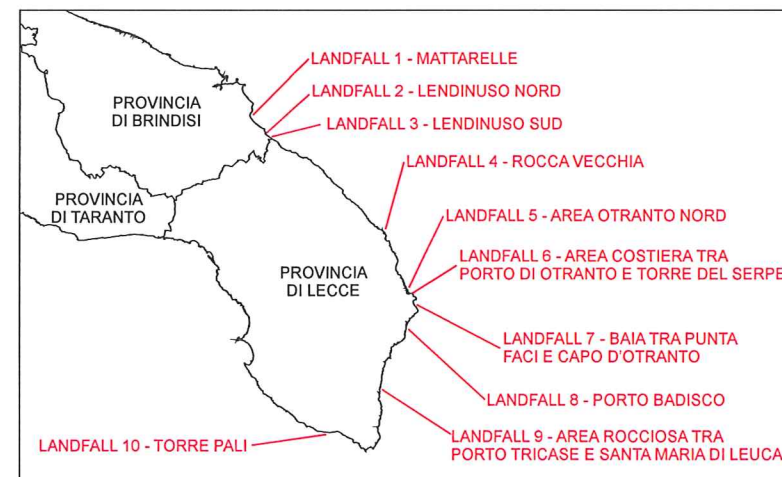 LANDFALL 1 - MATTARELLE
LANDFALL 2 - LENDINUSO NORD
LANDFALL 3 - LENDINUSO SUD
PROVINCIA
DI BRINDISI
LANDFALL 4 - ROCCA VECCHIA
PROVINCIA
DI TARANTO
LANDFALL 5 - AREA OTRANTO NORD
LANDFALL 6 - AREA COSTIERA TRA
PORTO DI OTRANTO E TORRE DEL SERPE
PROVINCIA
DI LECCE
LANDFALL 7 - BAIA TRA PUNTA
FACI E CAPO D'OTRANTO
LANDFALL 8 - PORTO BADISCO
LANDFALL 9 - AREA ROCCIOSA TRA
PORTO TRICASE E SANTA MARIA DI LEUCA
LANDFALL 10 - TORRE PALI